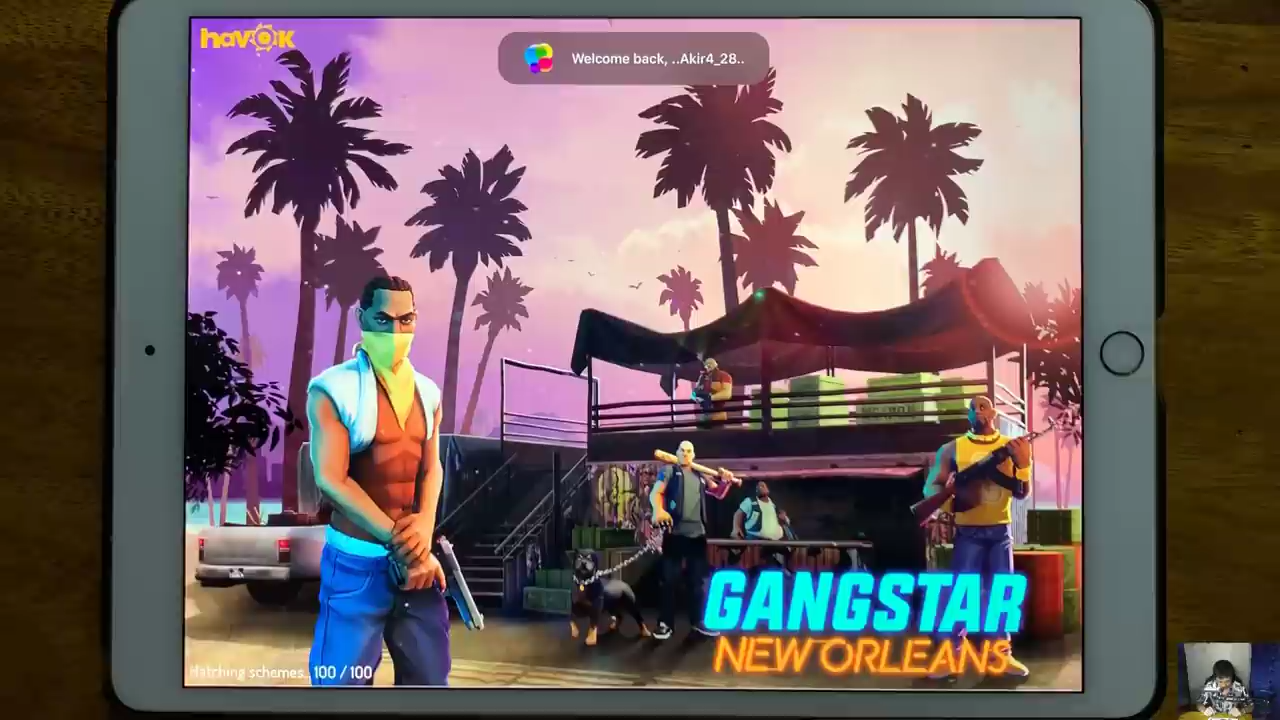 havok
Welcome back, ..Akir4_28..
GANGSTAR
NEW ORLEANS
Hatching schemes.. 100 / 100